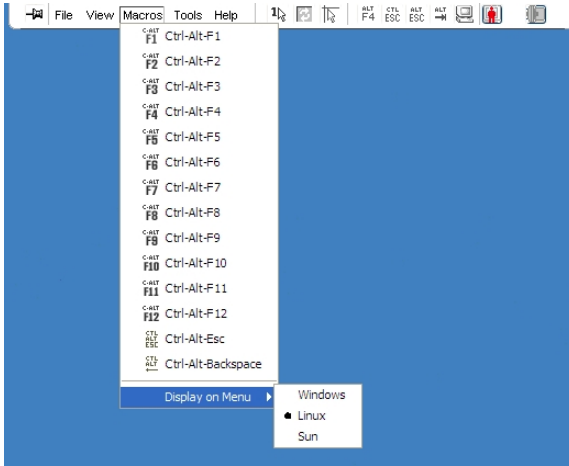 File View Macros Tools Help 1 ALT F4 CTL ESC ALT ESC ALT
C-ALT F1 Ctrl-Alt-F1
C-ALT F2 Ctrl-Alt-F2
C-ALT F3 Ctrl-Alt-F3
C-ALT F4 Ctrl-Alt-F4
C-ALT F5 Ctrl-Alt-F5
C-ALT F6 Ctrl-Alt-F6
C-ALT F7 Ctrl-Alt-F7
C-ALT F8 Ctrl-Alt-F8
C-ALT F9 Ctrl-Alt-F9
C-ALT F10 Ctrl-Alt-F10
C-ALT F11 Ctrl-Alt-F11
C-ALT F12 Ctrl-Alt-F12
CTL ALT ESC Ctrl-Alt-Esc
CTL ALT Ctrl-Alt-Backspace
Display on Menu Windows
Linux
Sun